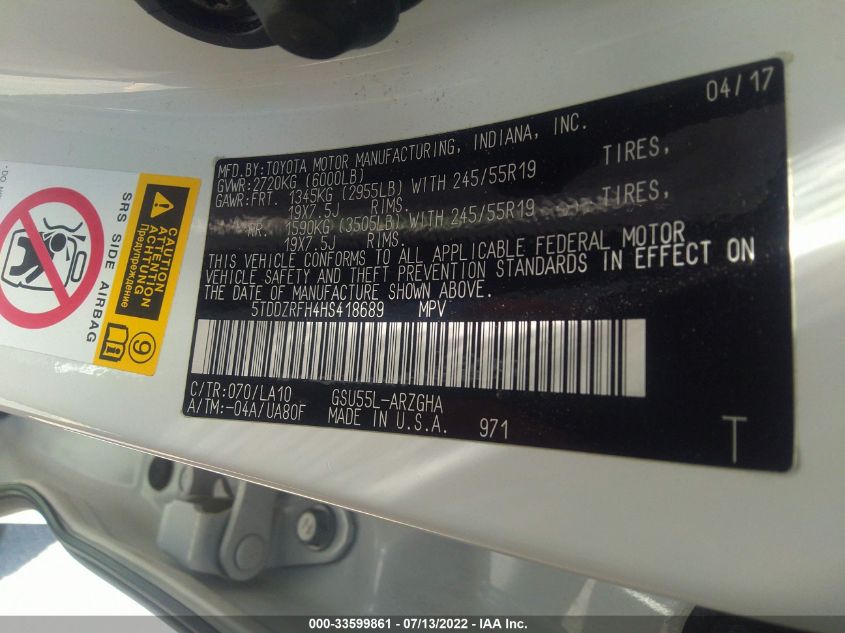 04/17
MFD.BY:TOYOTA MOTOR MANUFACTURING, INDIANA, INC.
GVWR:2720KG (6000LB)
GAWR:FRT. 1345KG (2955LB) WITH 245/55R19 TIRES,
19X7.5J RIMS.
RR. 1590KG (3505LB) WITH 245/55R19 TIRES,
19X7.5J RIMS.
THIS VEHICLE CONFORMS TO ALL APPLICABLE FEDERAL MOTOR
VEHICLE SAFETY AND THEFT PREVENTION STANDARDS IN EFFECT ON
THE DATE OF MANUFACTURE SHOWN ABOVE.
5TDDZRFH4HS418689 MPV
C/TR:070/LA10 GSU55L-ARZGHA
A/TM:-04A/UA80F MADE IN U.S.A. 971
T
SRS SIDE AIRBAG
CAUTION
ATTENTION
ACHTUNG
Предупреждение
9
000-33599861 - 07/13/2022 - IAA Inc.